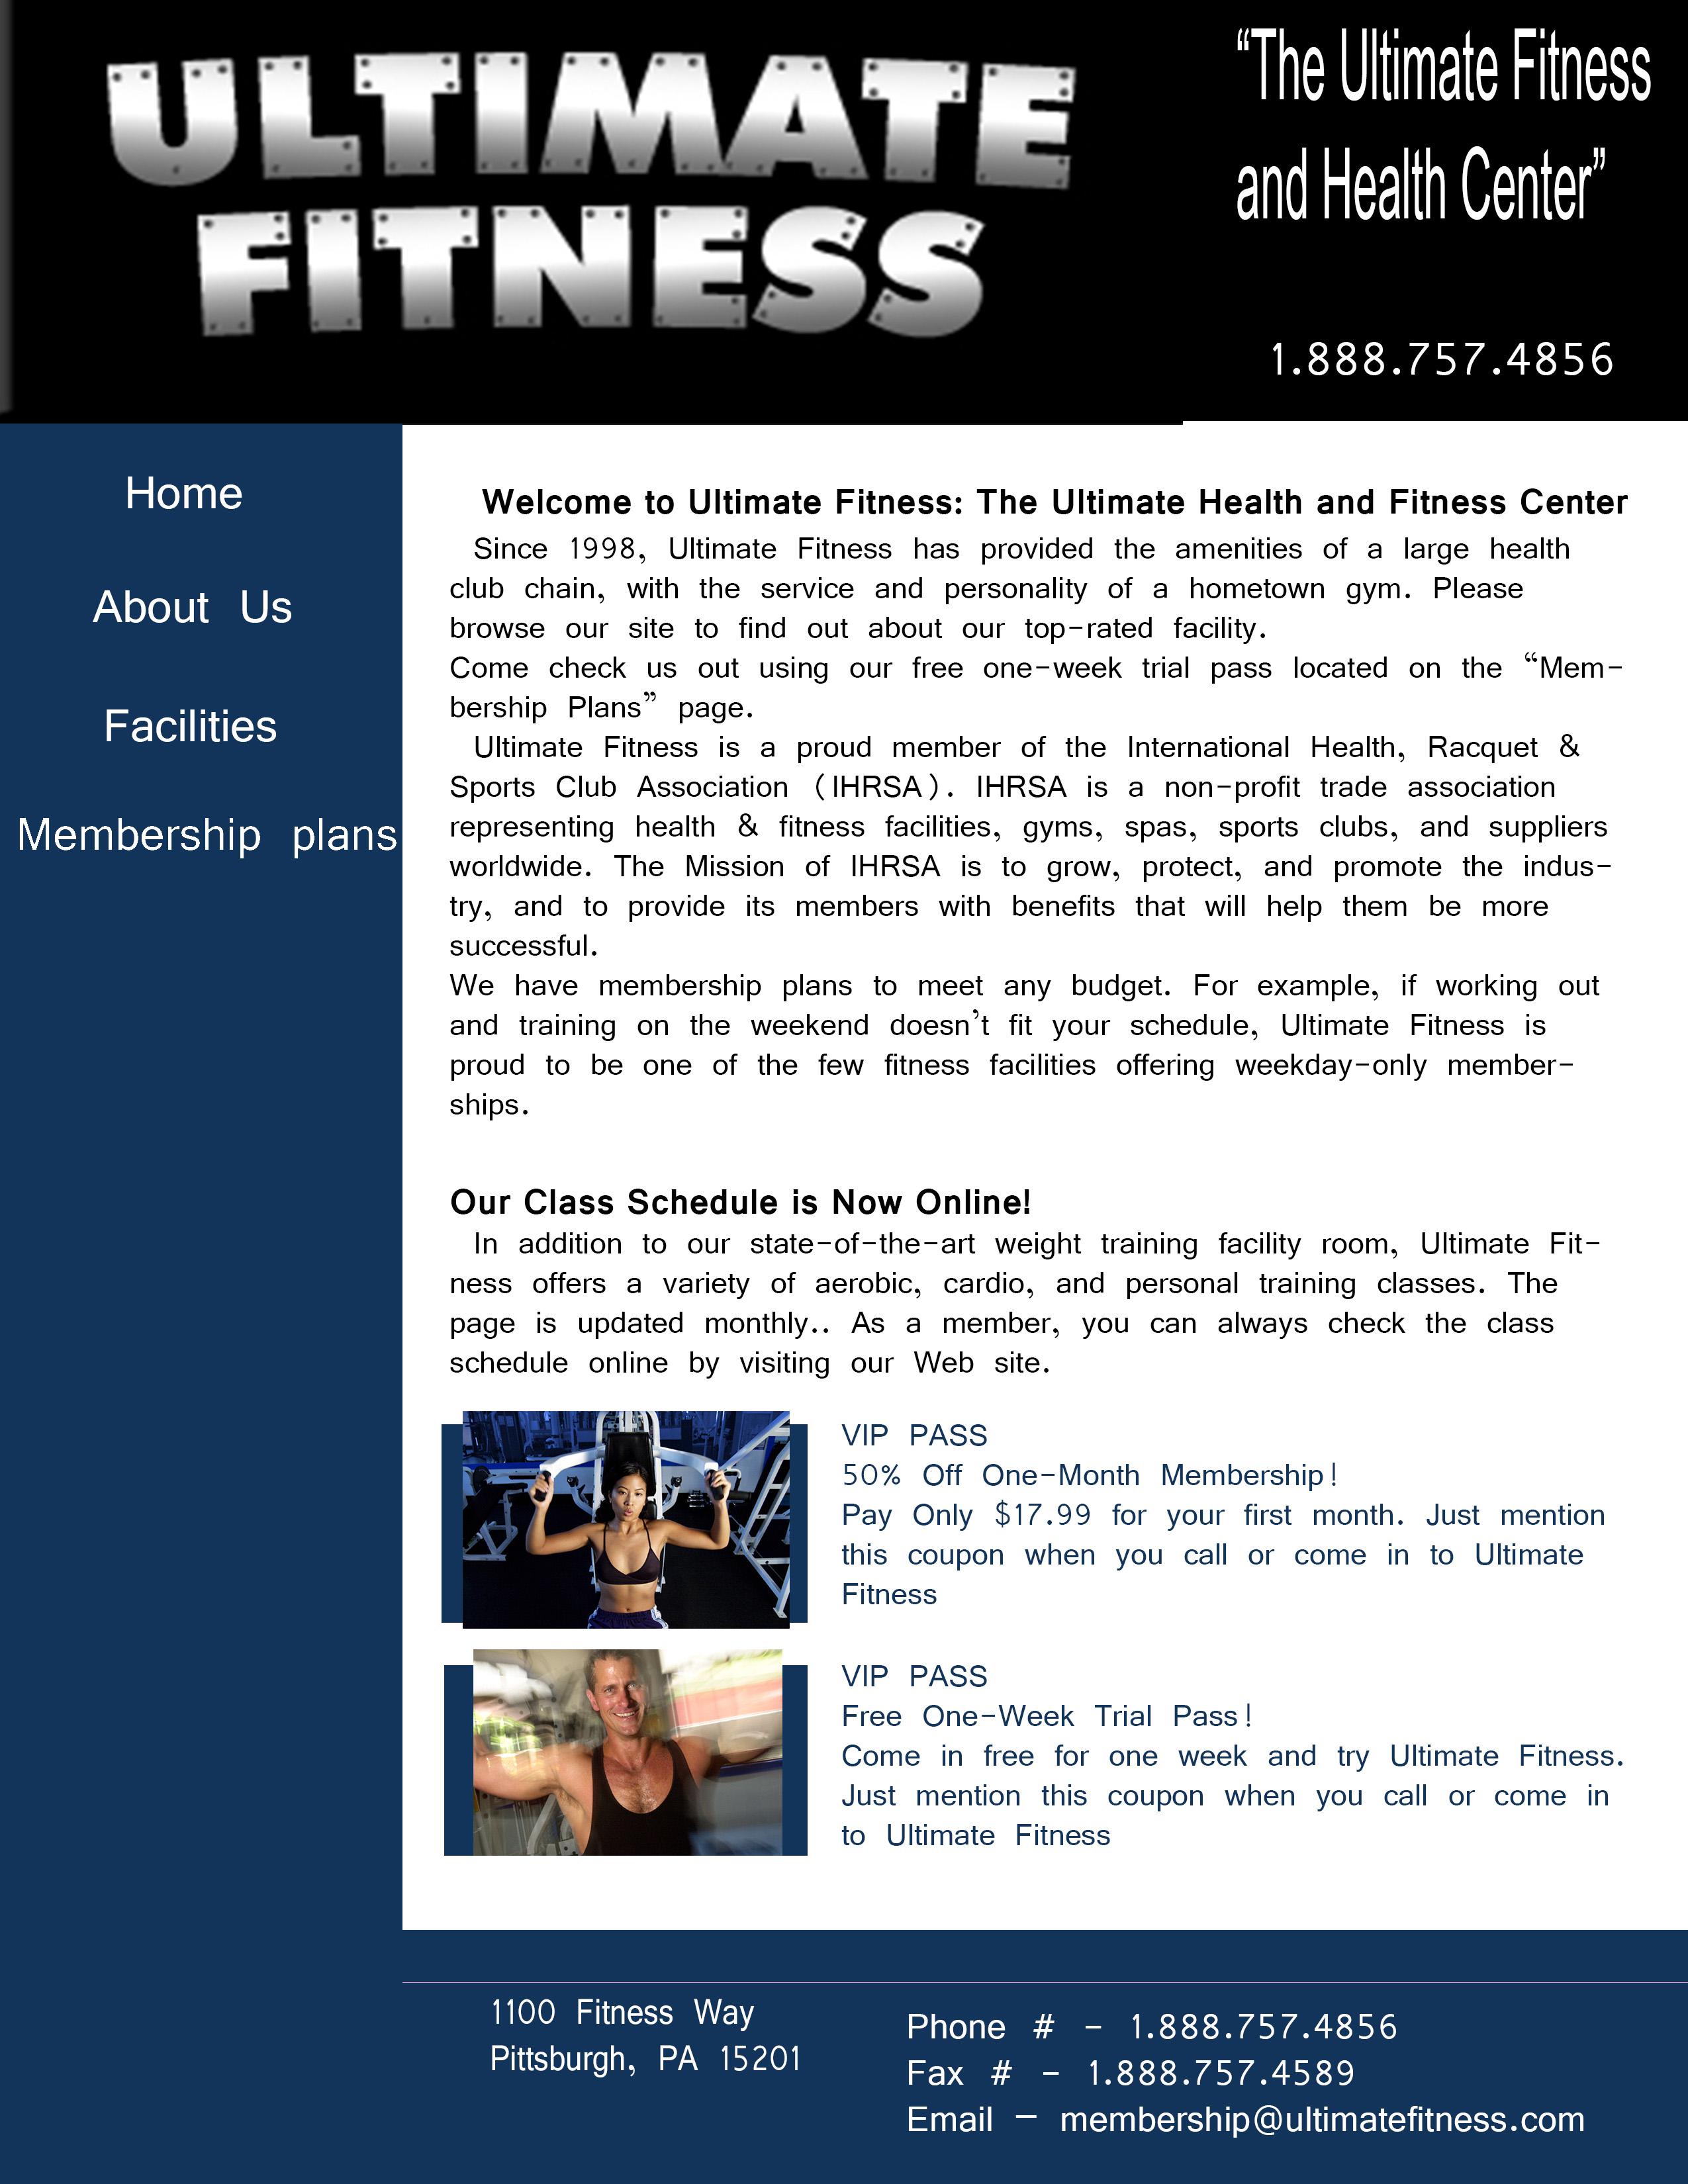 ULTIMATE
FITNESS
“The Ultimate Fitness
and Health Center”
1.888.757.4856
Home
About Us
Facilities
Membership plans
Welcome to Ultimate Fitness: The Ultimate Health and Fitness Center
Since 1998, Ultimate Fitness has provided the amenities of a large health
club chain, with the service and personality of a hometown gym. Please
browse our site to find out about our top-rated facility.
Come check us out using our free one-week trial pass located on the “Mem-
bership Plans” page.
Ultimate Fitness is a proud member of the International Health, Racquet &
Sports Club Association (IHRSA). IHRSA is a non-profit trade association
representing health & fitness facilities, gyms, spas, sports clubs, and suppliers
worldwide. The Mission of IHRSA is to grow, protect, and promote the indus-
try, and to provide its members with benefits that will help them be more
successful.
We have membership plans to meet any budget. For example, if working out
and training on the weekend doesn’t fit your schedule, Ultimate Fitness is
proud to be one of the few fitness facilities offering weekday-only member-
ships.
Our Class Schedule is Now Online!
In addition to our state-of-the-art weight training facility room, Ultimate Fit-
ness offers a variety of aerobic, cardio, and personal training classes. The
page is updated monthly.. As a member, you can always check the class
schedule online by visiting our Web site.
VIP PASS
50% Off One-Month Membership!
Pay Only $17.99 for your first month. Just mention
this coupon when you call or come in to Ultimate
Fitness
VIP PASS
Free One-Week Trial Pass!
Come in free for one week and try Ultimate Fitness.
Just mention this coupon when you call or come in
to Ultimate Fitness
1100 Fitness Way
Pittsburgh, PA 15201
Phone # - 1.888.757.4856
Fax # - 1.888.757.4589
Email — membership@ultimatefitness.com